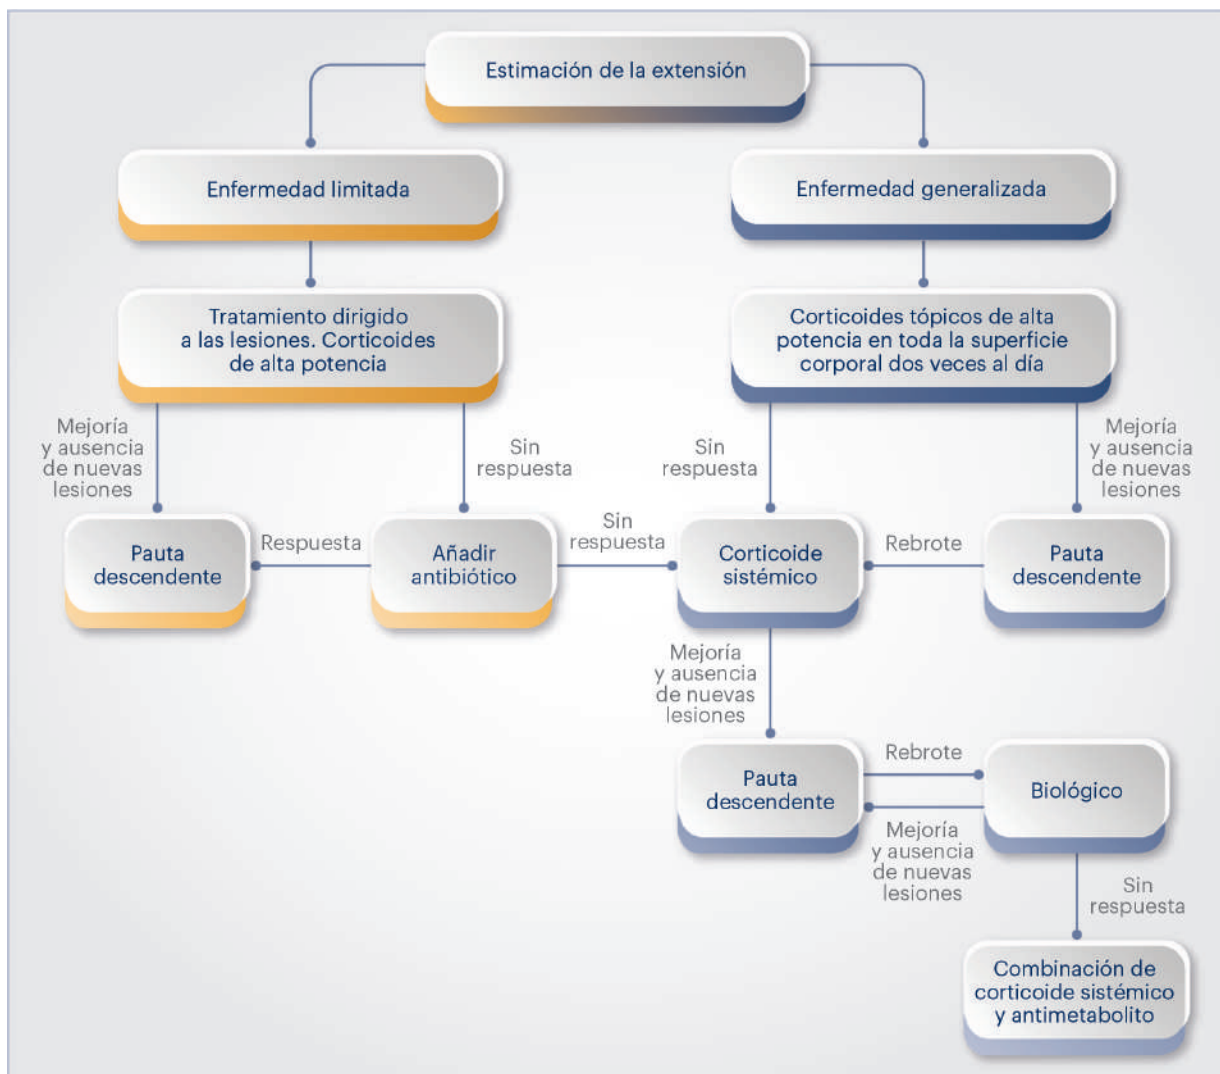 Estimación de la extensión
Enfermedad limitada
Enfermedad generalizada
Tratamiento dirigido
a las lesiones. Corticoides
de alta potencia
Corticoides tópicos de alta
potencia en toda la superficie
corporal dos veces al día
Mejoría
y ausencia
de nuevas
lesiones
Sin
respuesta
Sin
respuesta
Mejoría
y ausencia
de nuevas
lesiones
Pauta
descendente
Respuesta
Añadir
antibiótico
Sin
respuesta
Corticoide
sistémico
Rebrote
Pauta
descendente
Mejoría
y ausencia
de nuevas
lesiones
Pauta
descendente
Rebrote
Mejoría
y ausencia
de nuevas
lesiones
Biológico
Sin
respuesta
Combinación de
corticoide sistémico
y antimetabolito